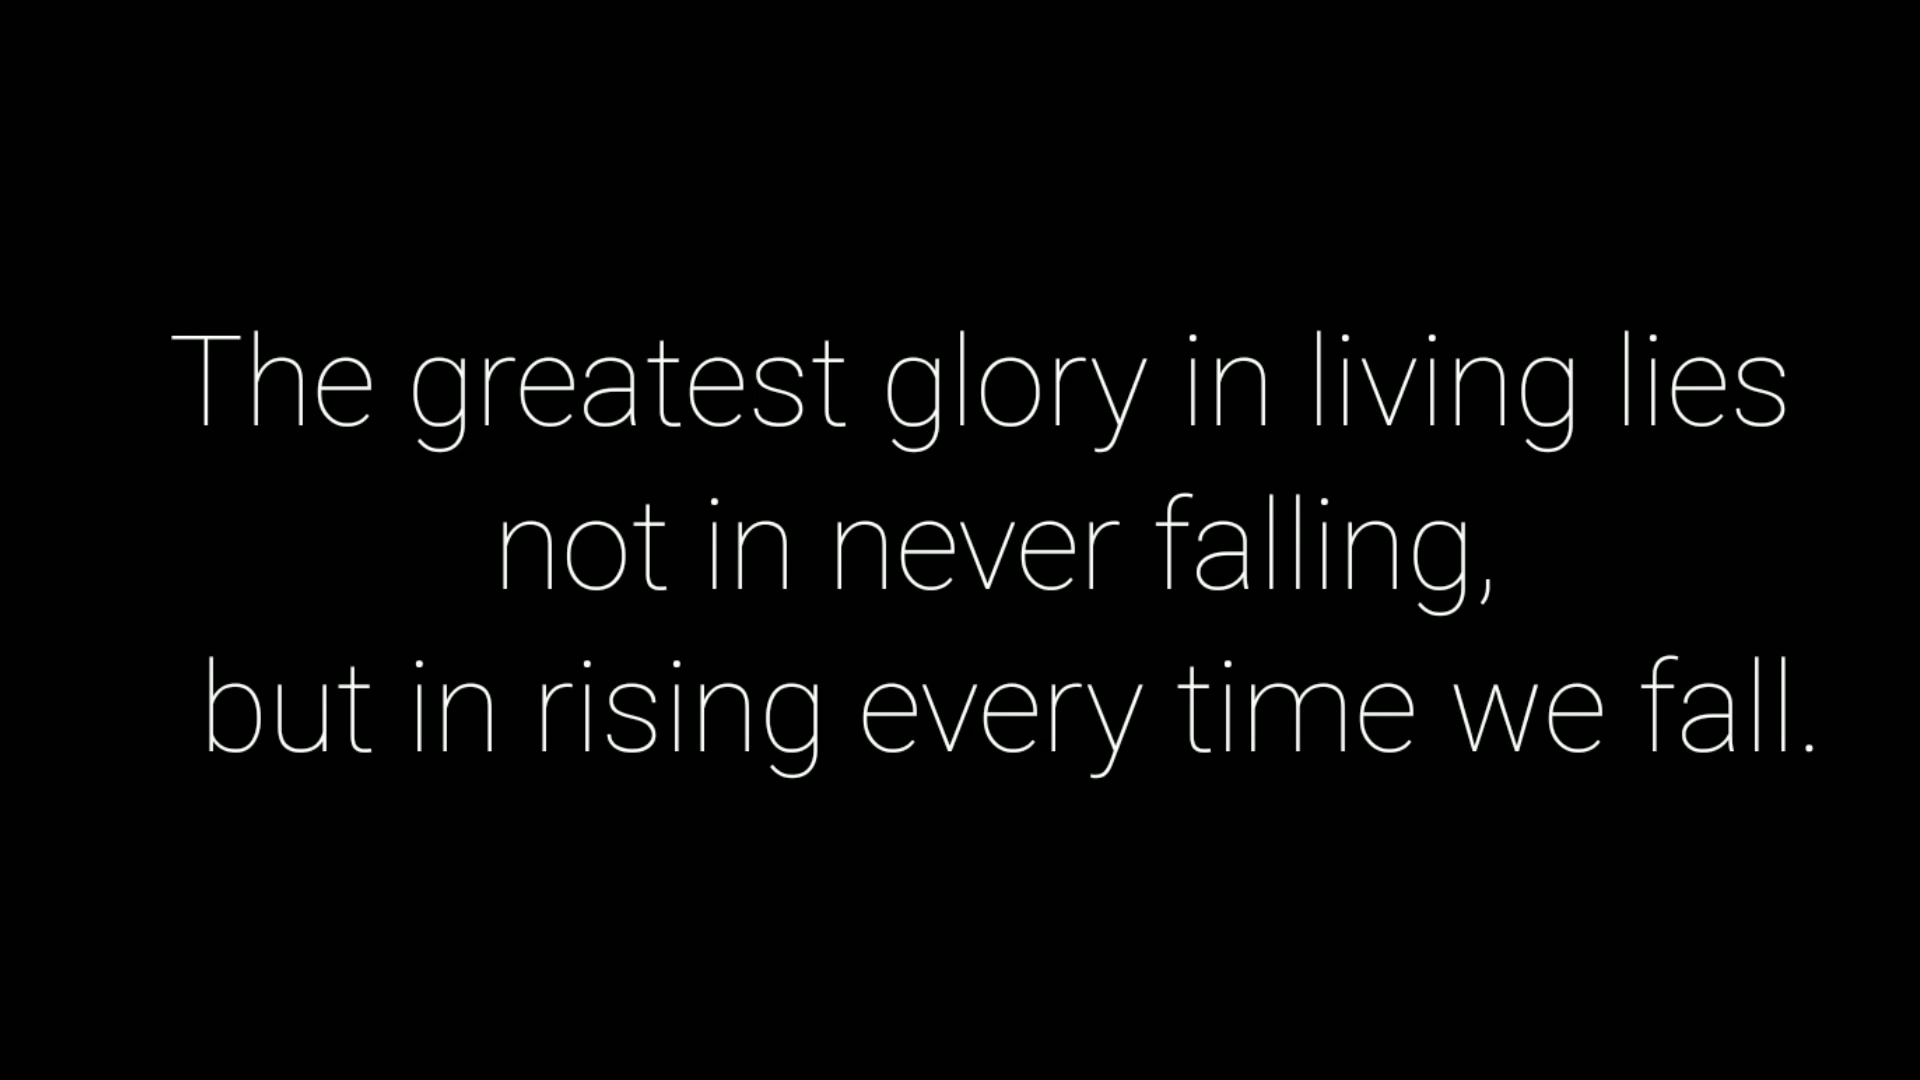 The greatest glory in living lies
not in never falling,
but in rising every time we fall.